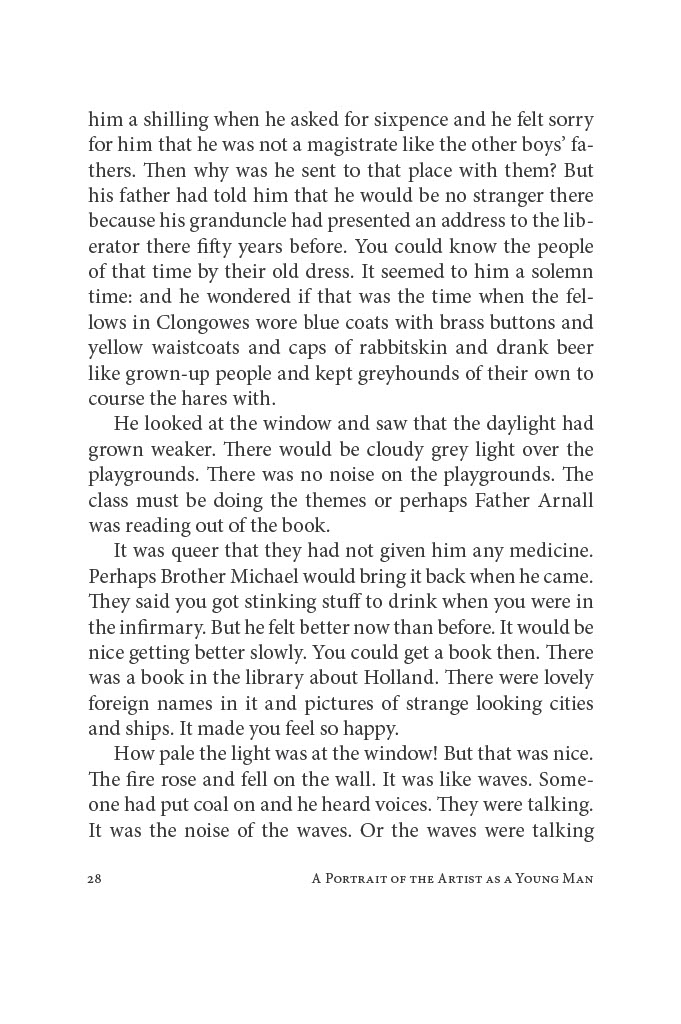 him a shilling when he asked for sixpence and he felt sorry
for him that he was not a magistrate like the other boys’ fa-
thers. Then why was he sent to that place with them? But
his father had told him that he would be no stranger there
because his granduncle had presented an address to the lib-
erator there fifty years before. You could know the people
of that time by their old dress. It seemed to him a solemn
time: and he wondered if that was the time when the fel-
lows in Clongowes wore blue coats with brass buttons and
yellow waistcoats and caps of rabbitskin and drank beer
like grown-up people and kept greyhounds of their own to
course the hares with.
He looked at the window and saw that the daylight had
grown weaker. There would be cloudy grey light over the
playgrounds. There was no noise on the playgrounds. The
class must be doing the themes or perhaps Father Arnall
was reading out of the book.
It was queer that they had not given him any medicine.
Perhaps Brother Michael would bring it back when he came.
They said you got stinking stuff to drink when you were in
the infirmary. But he felt better now than before. It would be
nice getting better slowly. You could get a book then. There
was a book in the library about Holland. There were lovely
foreign names in it and pictures of strange looking cities
and ships. It made you feel so happy.
How pale the light was at the window! But that was nice.
The fire rose and fell on the wall. It was like waves. Some-
one had put coal on and he heard voices. They were talking.
It was the noise of the waves. Or the waves were talking
28 A Portrait of the Artist as a Young Man